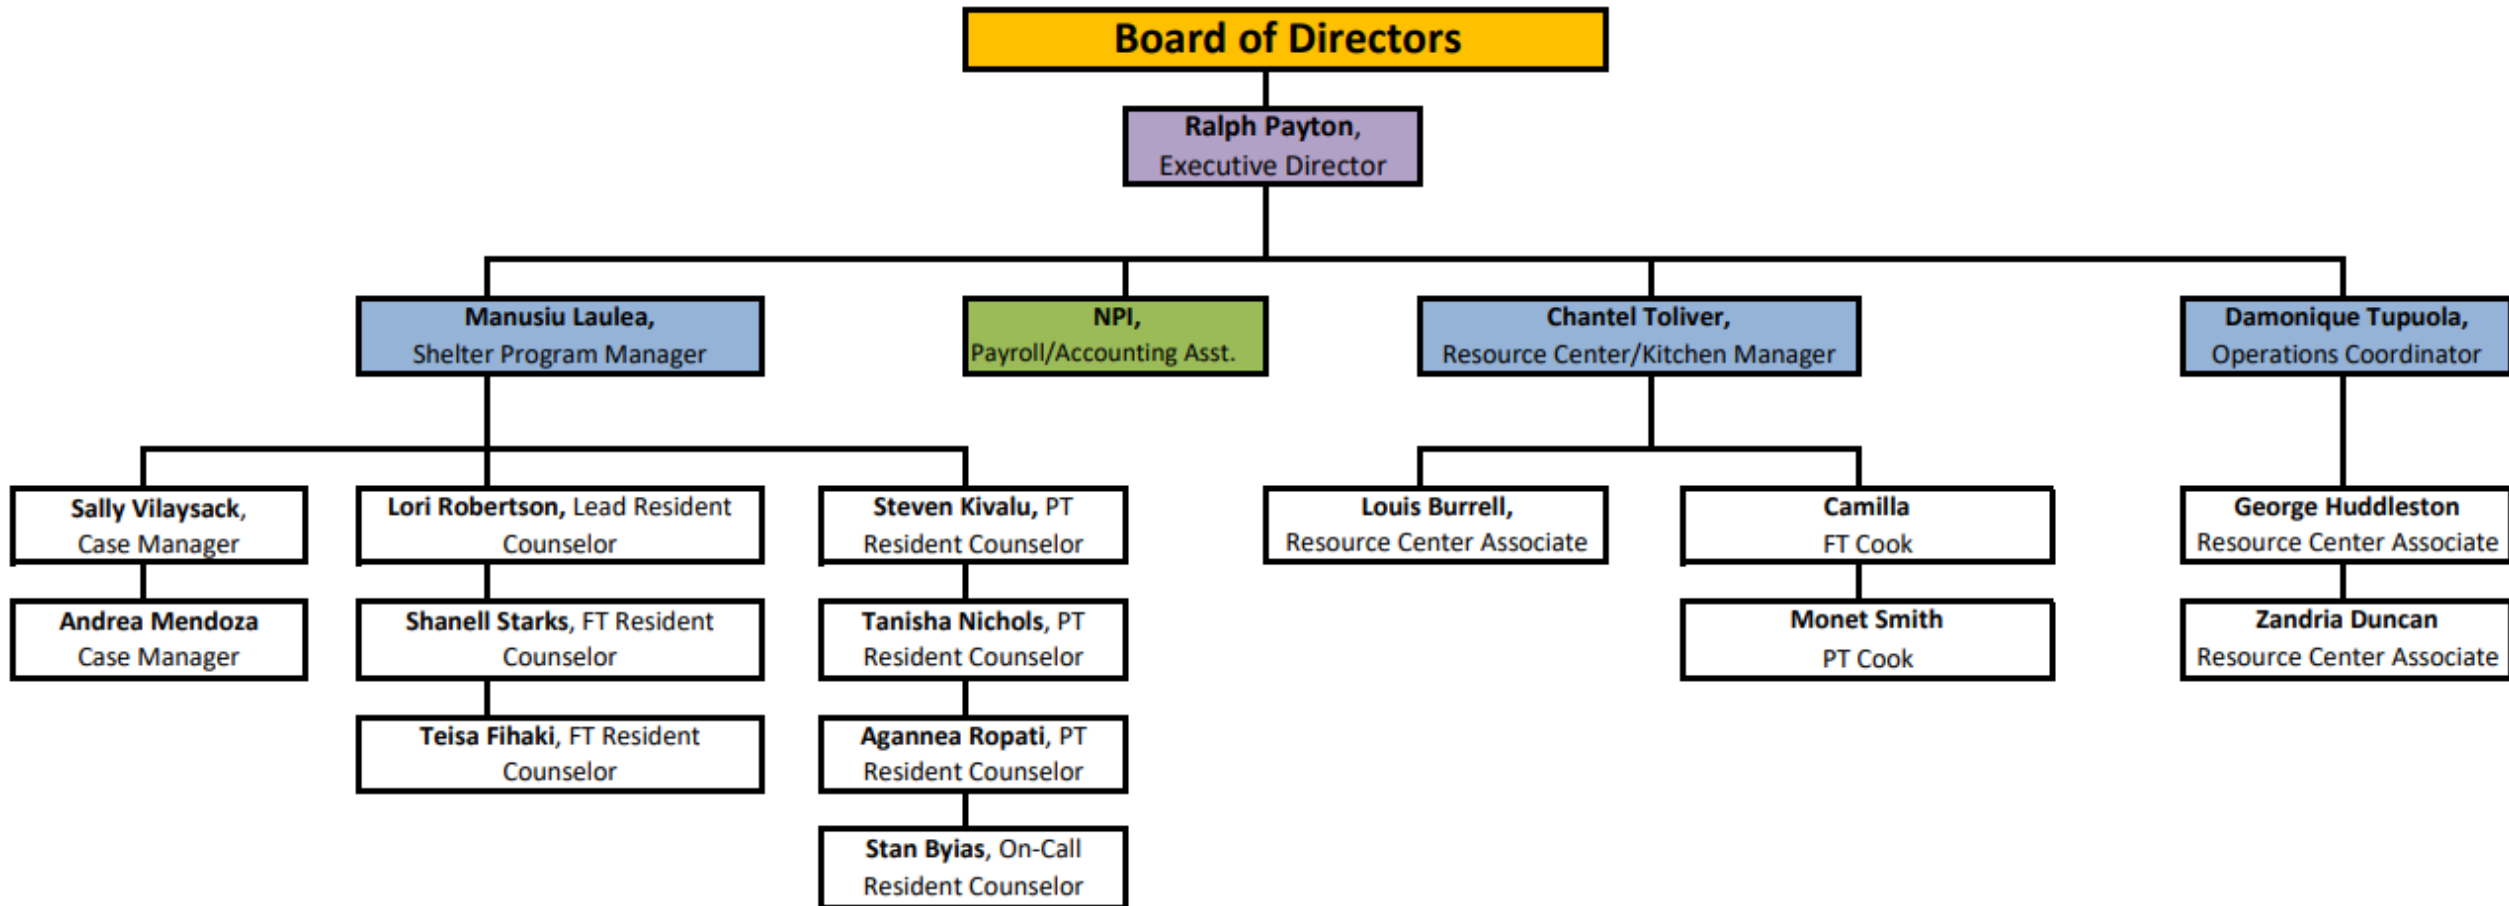 Board of Directors
Ralph Payton,
Executive Director
Manusiu Laulea,
Shelter Program Manager
NPI,
Payroll/Accounting Asst.
Chantel Toliver,
Resource Center/Kitchen Manager
Damonique Tupuola,
Operations Coordinator
Sally Vilaysack,
Case Manager
Andrea Mendoza
Case Manager
Lori Robertson, Lead Resident
Counselor
Shanell Starks, FT Resident
Counselor
Teisa Fihaki, FT Resident
Counselor
Steven Kivalu, PT
Resident Counselor
Tanisha Nichols, PT
Resident Counselor
Agannea Ropati, PT
Resident Counselor
Stan Byias, On-Call
Resident Counselor
Louis Burrell,
Resource Center Associate
Camilla
FT Cook
Monet Smith
PT Cook
George Huddleston
Resource Center Associate
Zandria Duncan
Resource Center Associate